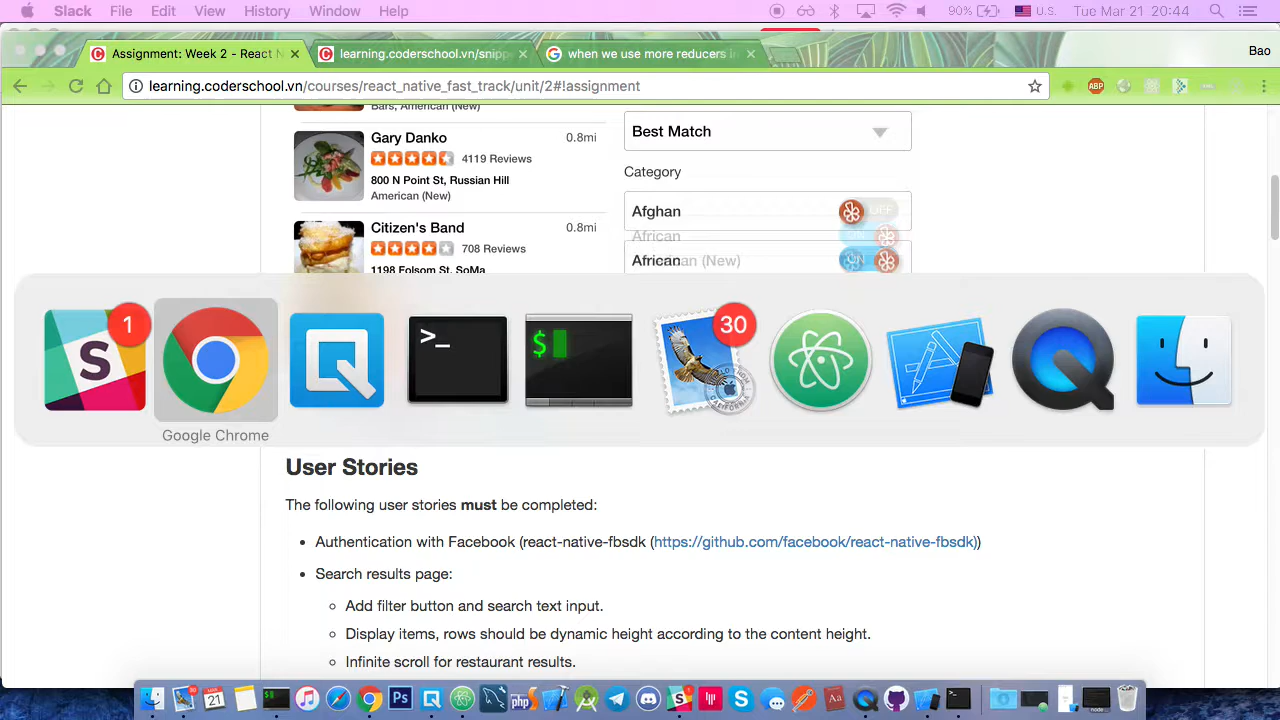 Slack File Edit View History Window Help 90% U.S. Tue Mar 21 20:44
Assignment: Week 2 - React N learning.coderschool.vn/snipp when we use more reducers i Bao
learning.coderschool.vn/courses/react_native_fast_track/unit/2#!assignment
ABP
Bars, American (New)
Gary Danko 0.8mi
4119 Reviews
800 N Point St, Russian Hill
American (New)
Citizen's Band 0.8mi
708 Reviews
1198 Folsom St, SoMa
Best Match
Category
Afghan OFF
African
African ON
1
S
>_
$
30
Google Chrome
User Stories
The following user stories must be completed:
• Authentication with Facebook (react-native-fbsdk (https://github.com/facebook/react-native-fbsdk))
• Search results page:
Add filter button and search text input.
Display items, rows should be dynamic height according to the content height.
Infinite scroll for restaurant results.